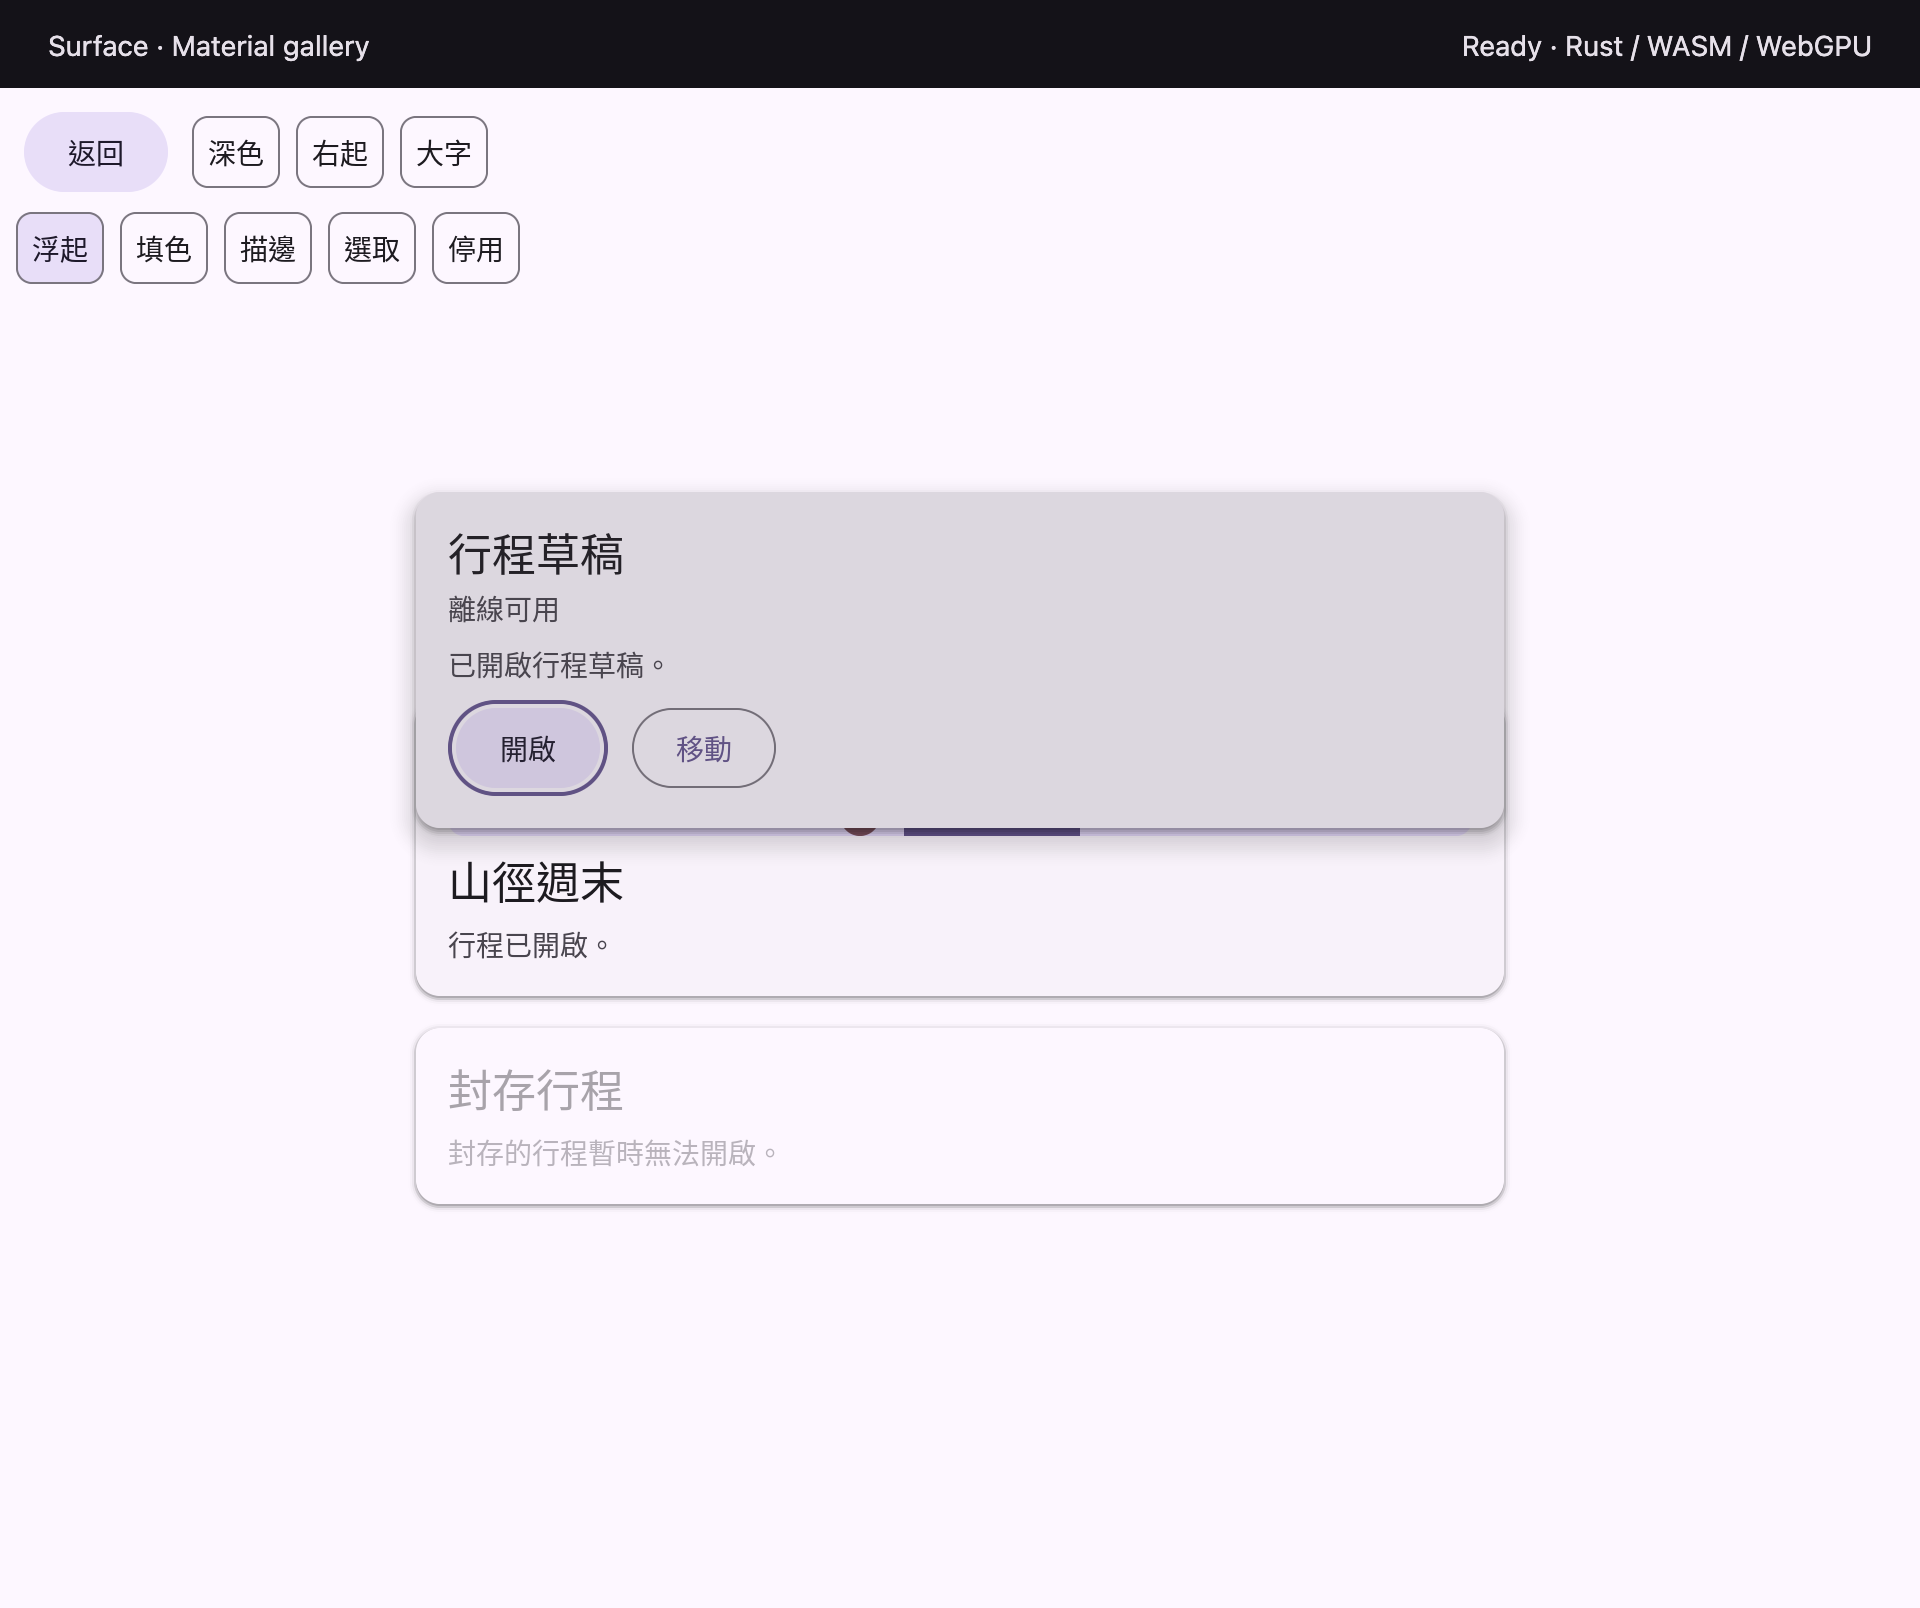 Surface · Material gallery
Ready · Rust / WASM / WebGPU
返回 深色 右起 大字
浮起 填色 描邊 選取 停用
行程草稿
離線可用
已開啟行程草稿。
開啟 移動
山徑週末
行程已開啟。
封存行程
封存的行程暫時無法開啟。